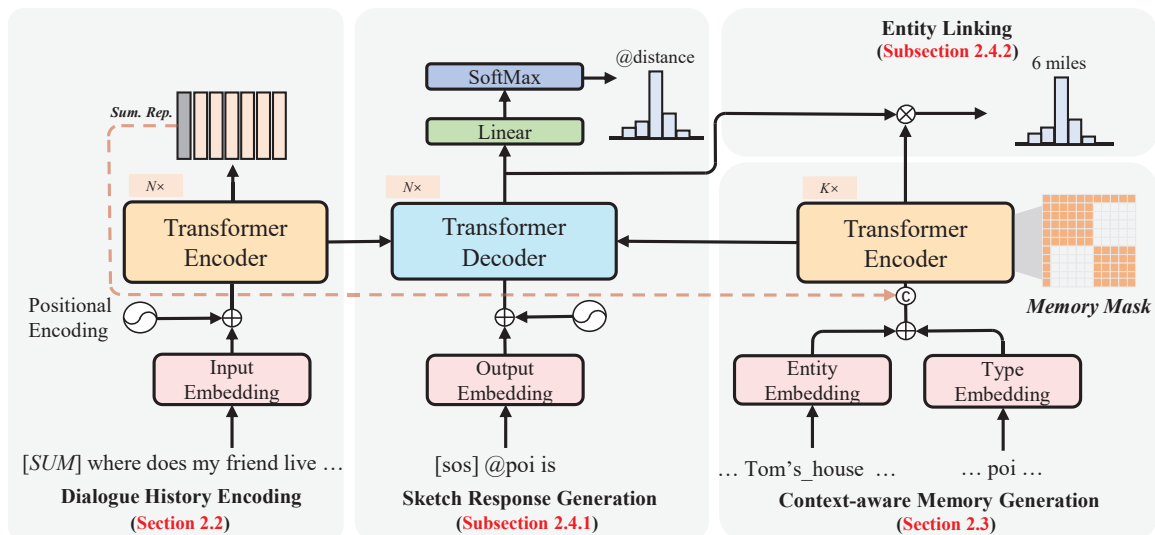 Sum. Rep.
N×
Transformer
Encoder
Positional
Encoding
Input
Embedding
[SUM] where does my friend live …
Dialogue History Encoding
(Section 2.2)
@distance
SoftMax
Linear
N×
Transformer
Decoder
Output
Embedding
[sos] @poi is
Sketch Response Generation
(Subsection 2.4.1)
Entity Linking
(Subsection 2.4.2)
6 miles
K×
Transformer
Encoder
C
Memory Mask
Entity
Embedding
Type
Embedding
… Tom's_house …
… poi …
Context-aware Memory Generation
(Section 2.3)